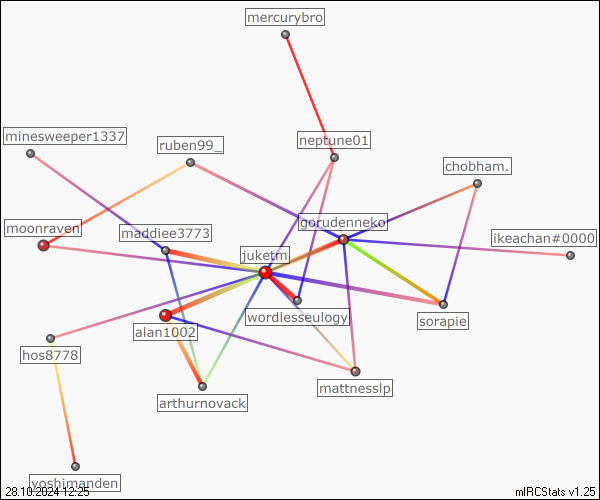 mercurybro
minesweeper1337
ruben99_
neptune01
chobham.
moonraven
maddiee3773
gorudenneko
ikeachan#0000
juketm
wordlesseulogy
sorapie
alan1002
hos8778
mattnesslp
arthurnovack
yoshimanden
28.10.2024 12:25
mIRCStats v1.25